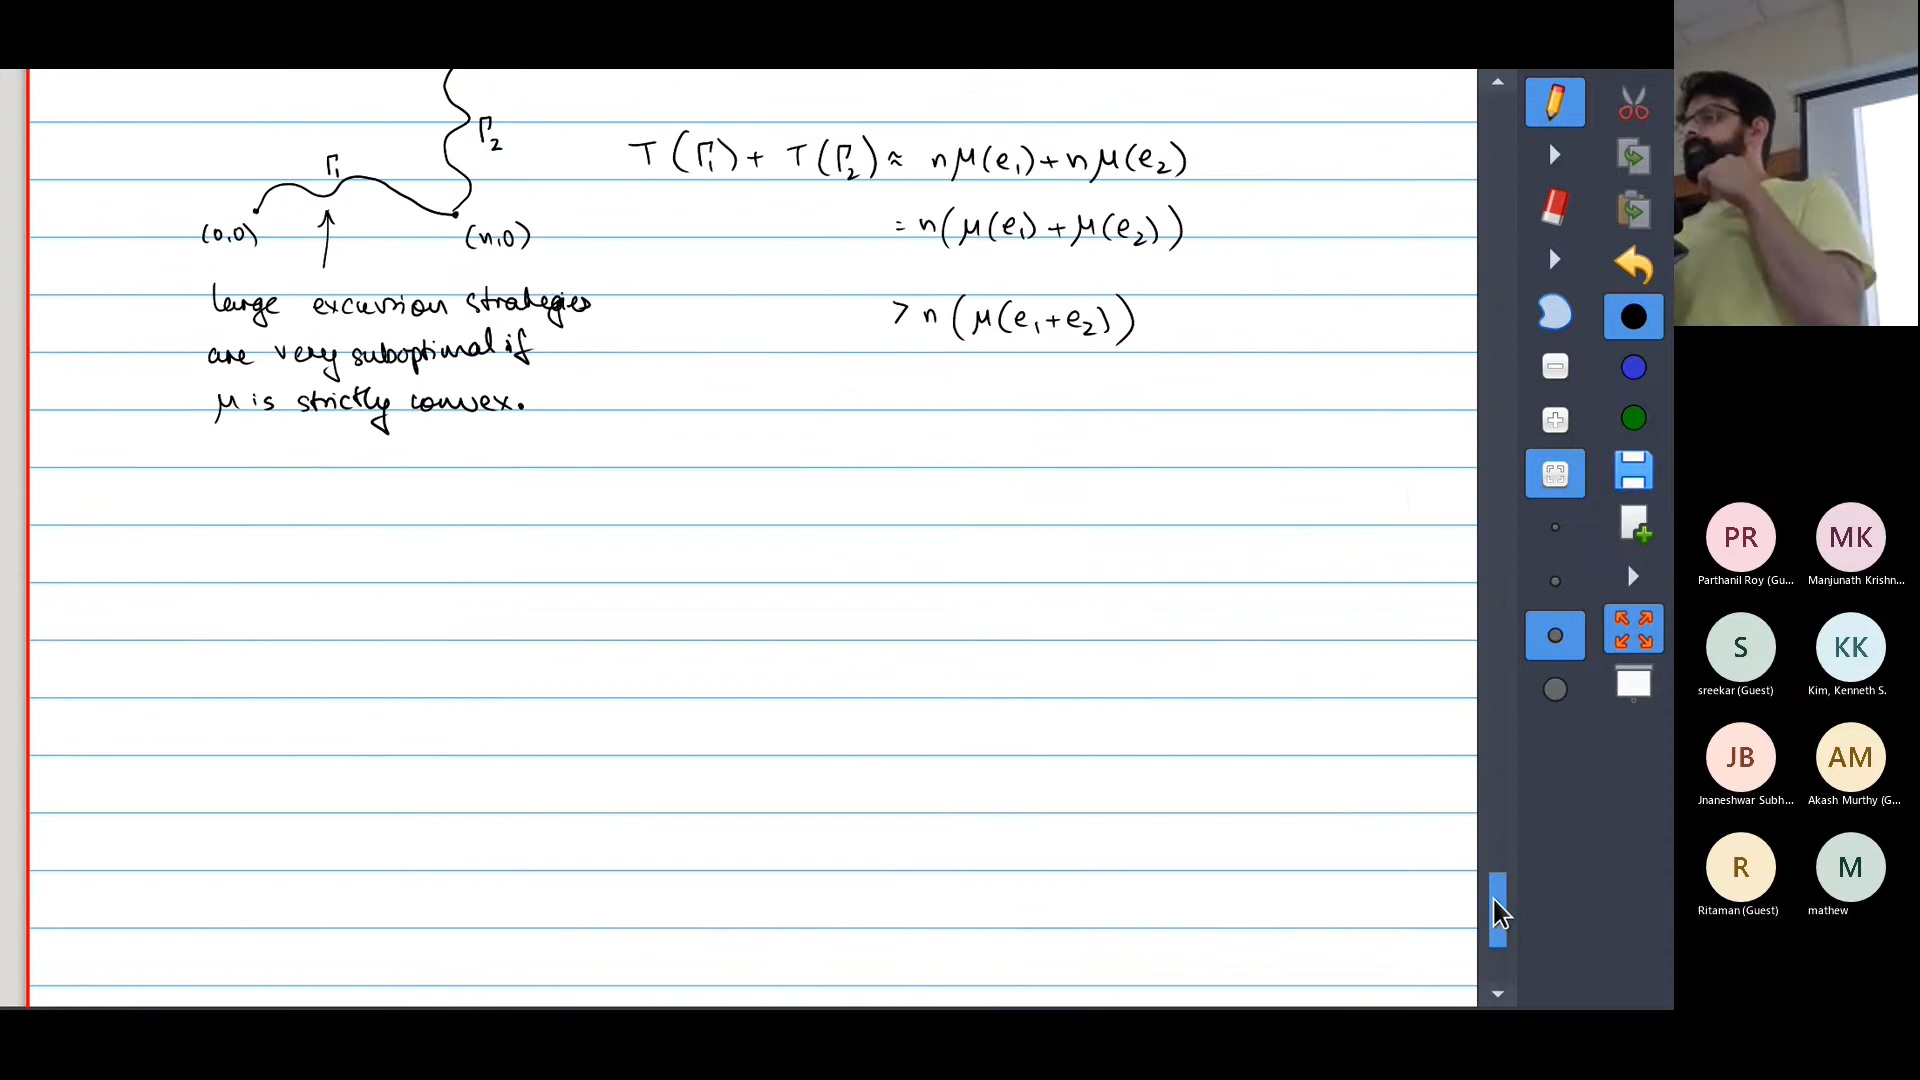 Γ₂
Γ₁
(0,0)
(n,0)
large excursion strategies
are very suboptimal if
μ is strictly convex.
T(Γ₁) + T(Γ₂) ≈ nμ(e₁) + nμ(e₂)
= n(μ(e₁) + μ(e₂))
> n(μ(e₁+e₂))
PR
Parthanil Roy (Gu...
MK
Manjunath Krishn...
S
sreekar (Guest)
KK
Kim, Kenneth S.
JB
Jnaneshwar Subh...
AM
Akash Murthy (G...
R
Ritaman (Guest)
M
mathew